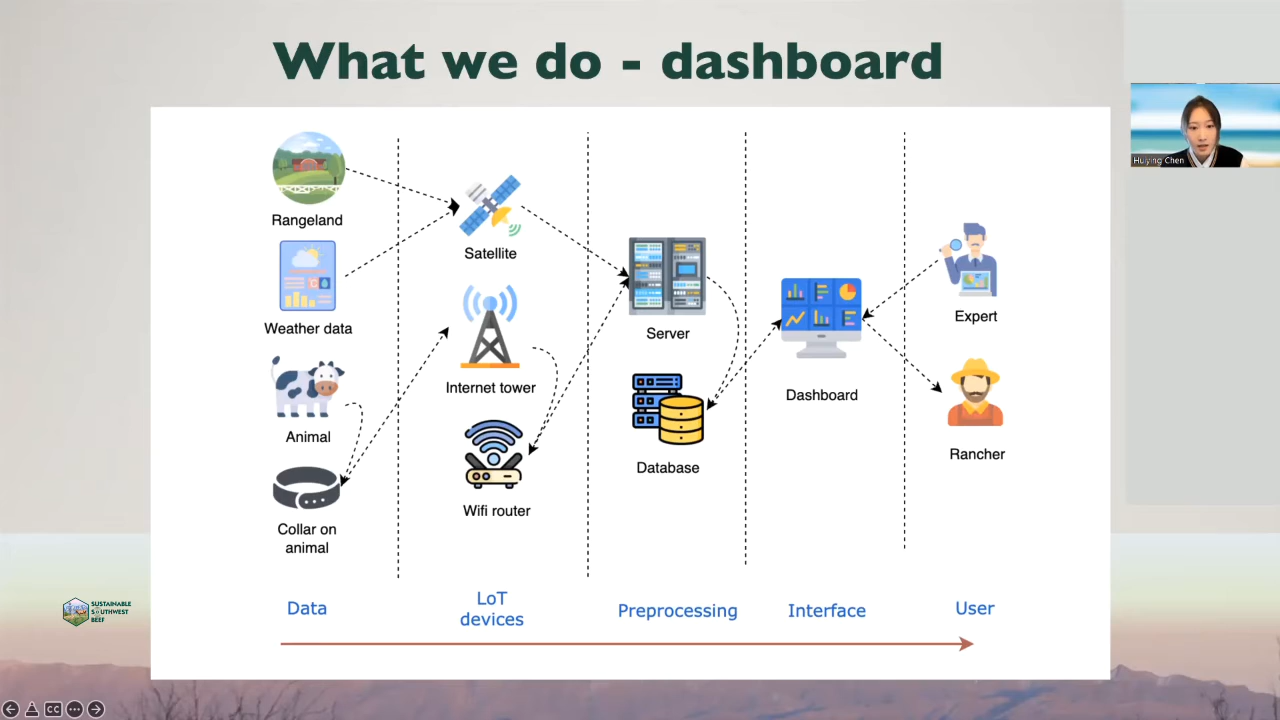 What we do - dashboard
Huiying Chen
Rangeland
Weather data
Animal
Collar on
animal
Satellite
Internet tower
Wifi router
Server
Database
Dashboard
Expert
Rancher
Data
LoT
devices
Preprocessing
Interface
User
SUSTAINABLE
SOUTHWEST
BEEF
CC